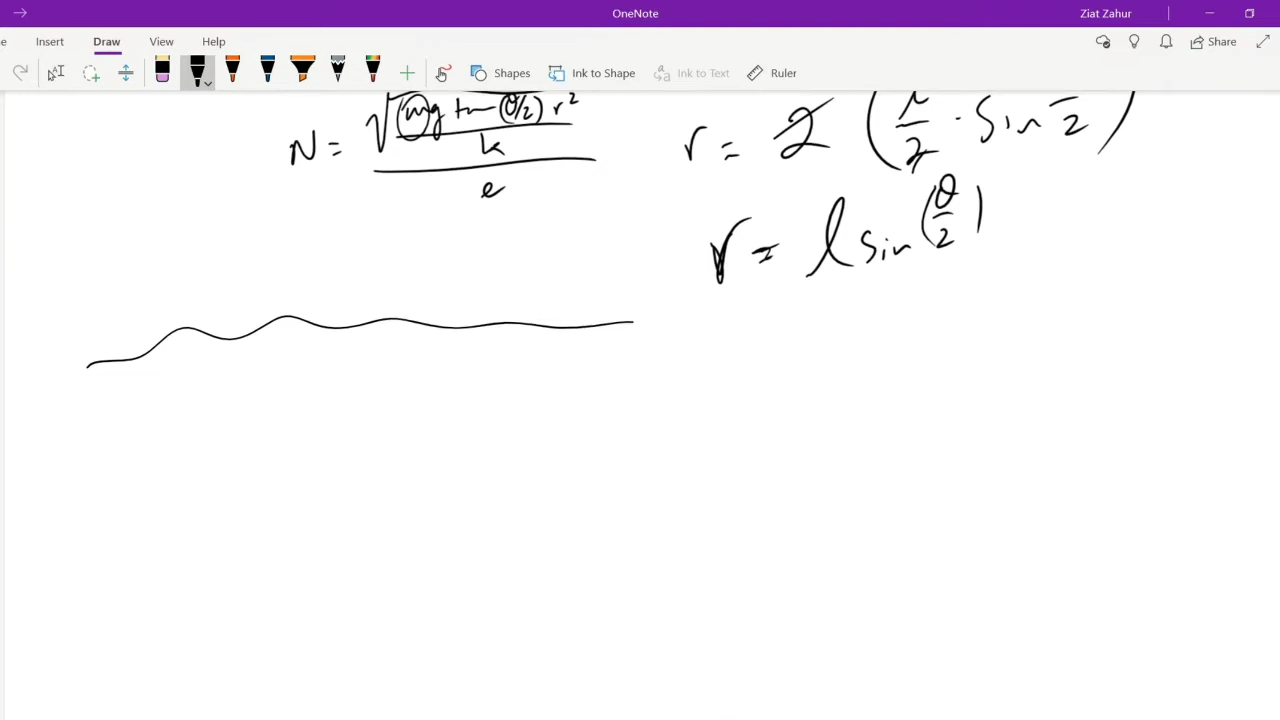 OneNote
Ziat Zahur
Insert Draw View Help
Share
Shapes Ink to Shape Ink to Text Ruler
N = √(mg tan (θ/2) r² / k) / e
r = 2 ( /2 · Sin /2 )
r = l sin (θ/2)